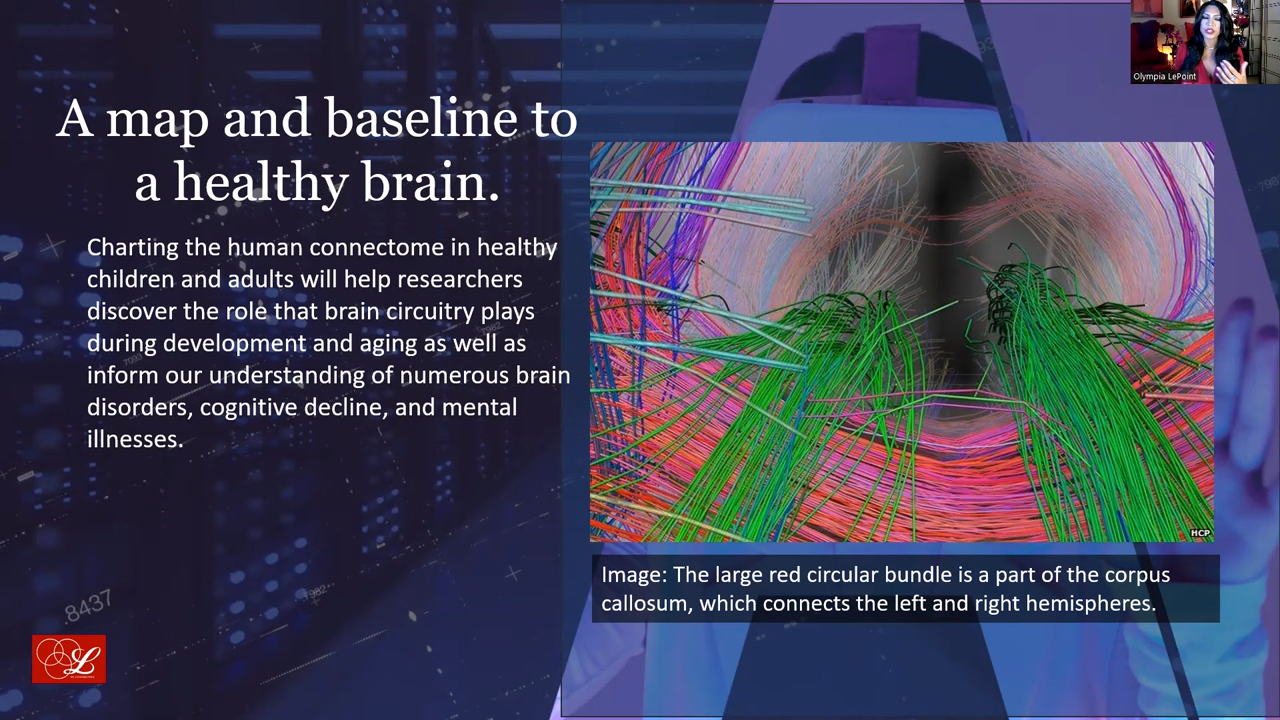 Olympia LePoint
A map and baseline to
a healthy brain.
Charting the human connectome in healthy
children and adults will help researchers
discover the role that brain circuitry plays
during development and aging as well as
inform our understanding of numerous brain
disorders, cognitive decline, and mental
illnesses.
HCP
Image: The large red circular bundle is a part of the corpus
callosum, which connects the left and right hemispheres.
8437
L